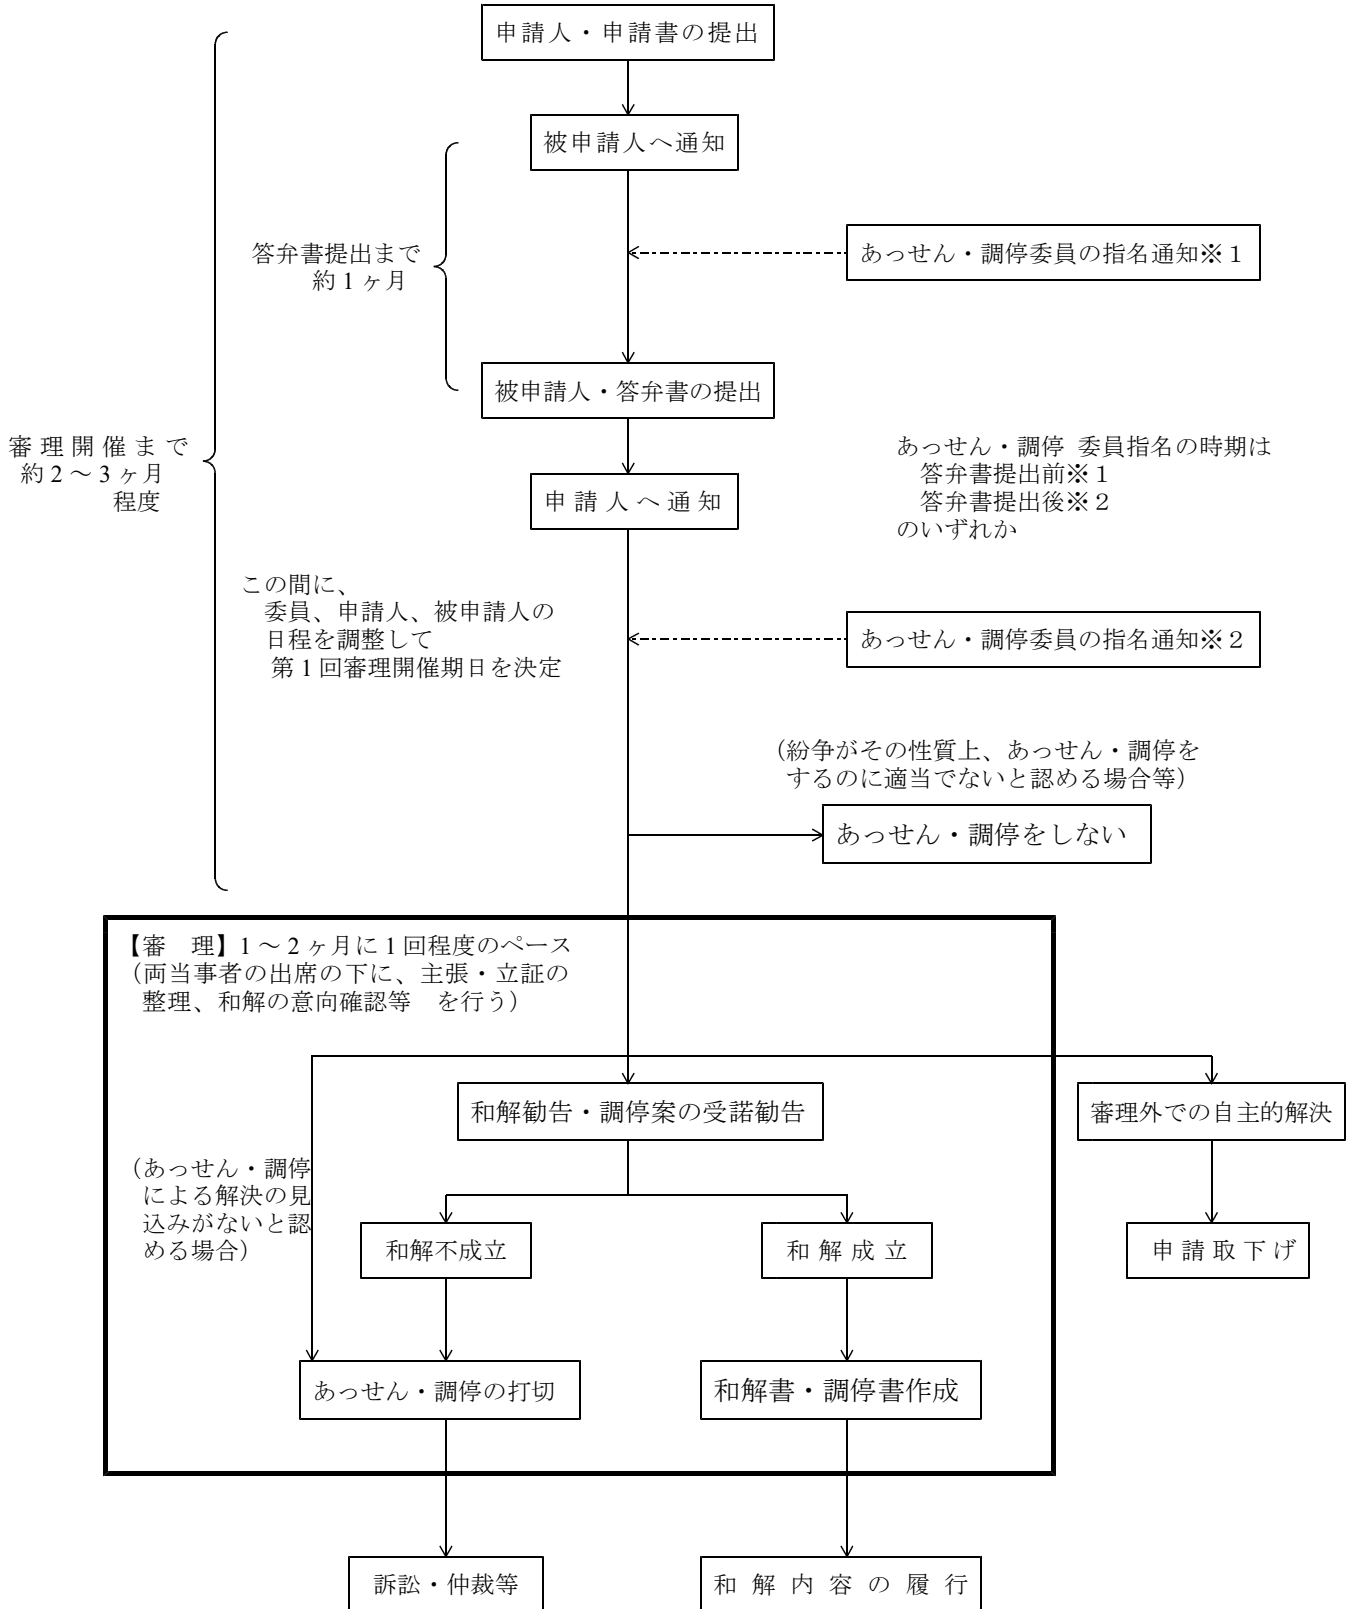 申請人・申請書の提出
被申請人へ通知
答弁書提出まで
約1ヶ月
あっせん・調停委員の指名通知※1
被申請人・答弁書の提出
審理開催まで
約2~3ヶ月
程度
申請人へ通知
あっせん・調停 委員指名の時期は
答弁書提出前※1
答弁書提出後※2
のいずれか
この間に、
委員、申請人、被申請人の
日程を調整して
第1回審理開催期日を決定
あっせん・調停委員の指名通知※2
(紛争がその性質上、あっせん・調停を
するのに適当でないと認める場合等)
あっせん・調停をしない
【審 理】1~2ヶ月に1回程度のペース
(両当事者の出席の下に、主張・立証の
整理、和解の意向確認等 を行う)
和解勧告・調停案の受諾勧告
審理外での自主的解決
(あっせん・調停
による解決の見
込みがないと認
める場合)
和解不成立
和解成立
申請取下げ
あっせん・調停の打切
和解書・調停書作成
訴訟・仲裁等
和解内容の履行